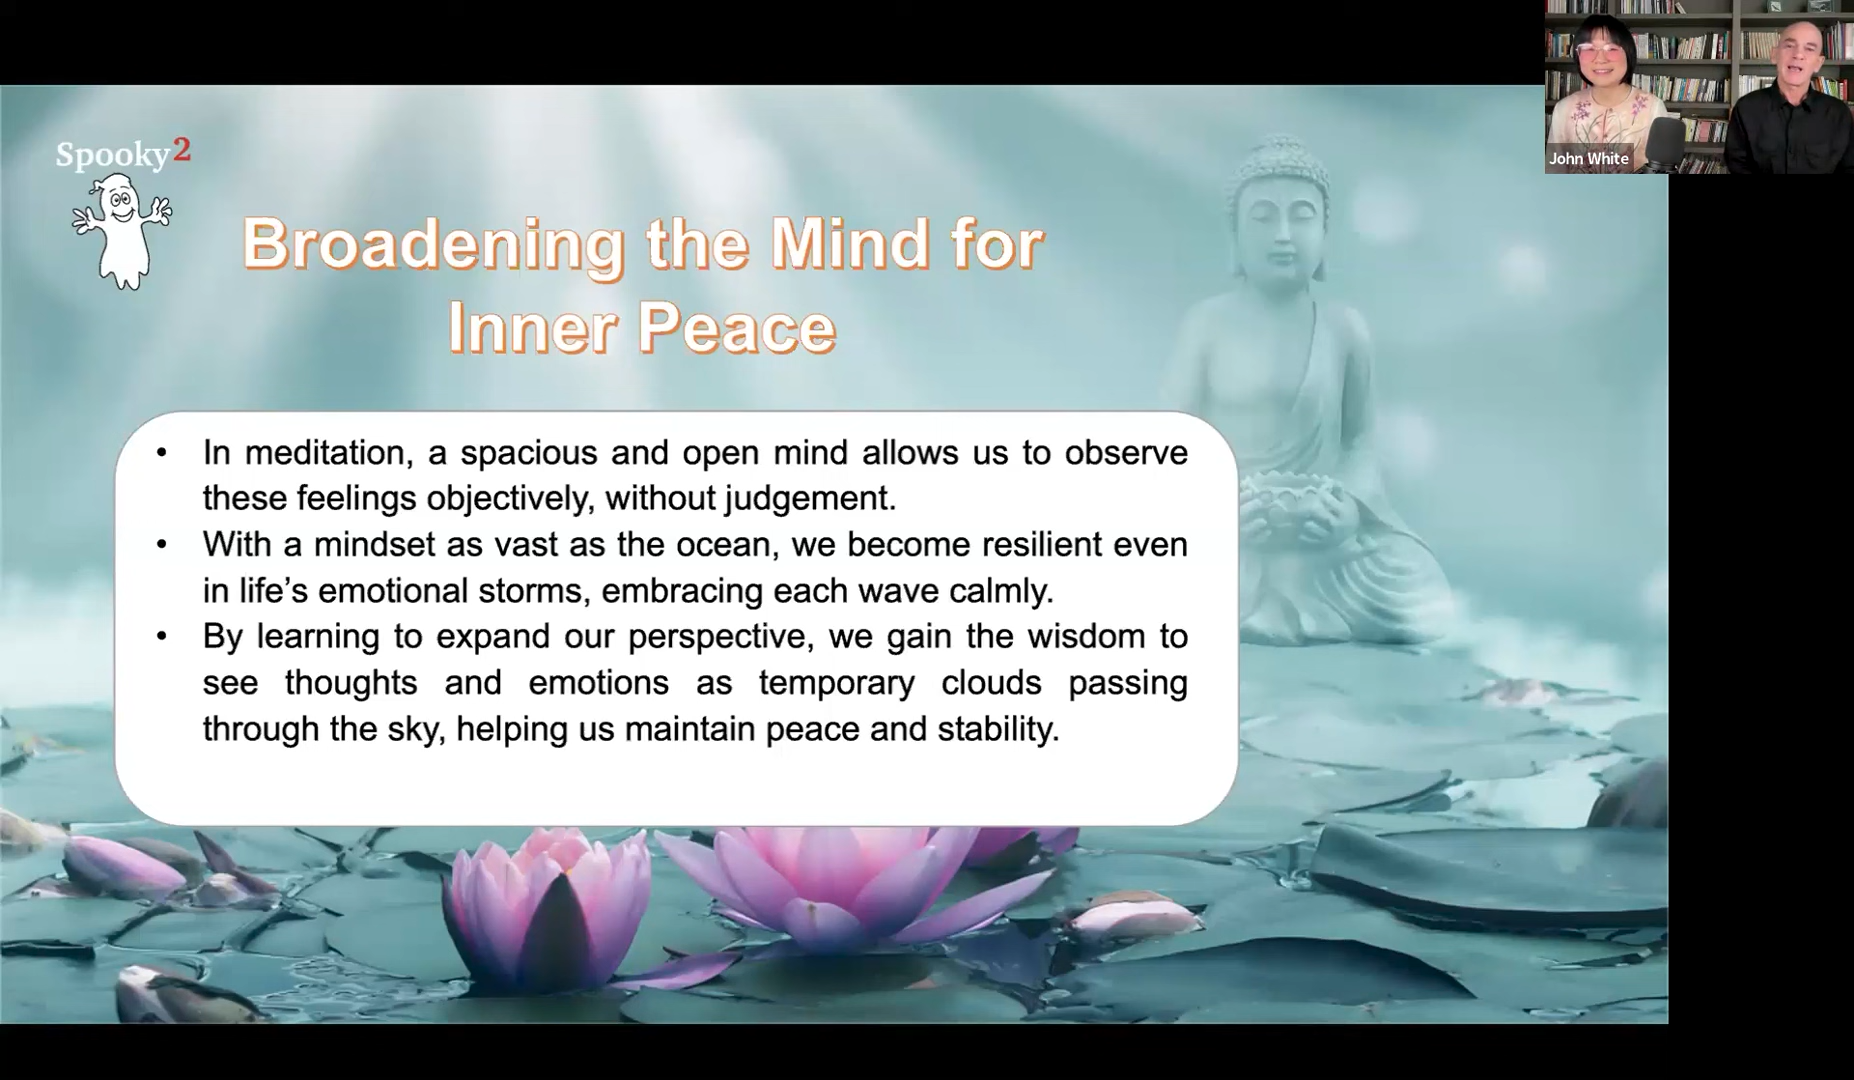 Spooky2
John White
Broadening the Mind for
Inner Peace
• In meditation, a spacious and open mind allows us to observe
these feelings objectively, without judgement.
• With a mindset as vast as the ocean, we become resilient even
in life’s emotional storms, embracing each wave calmly.
• By learning to expand our perspective, we gain the wisdom to
see thoughts and emotions as temporary clouds passing
through the sky, helping us maintain peace and stability.